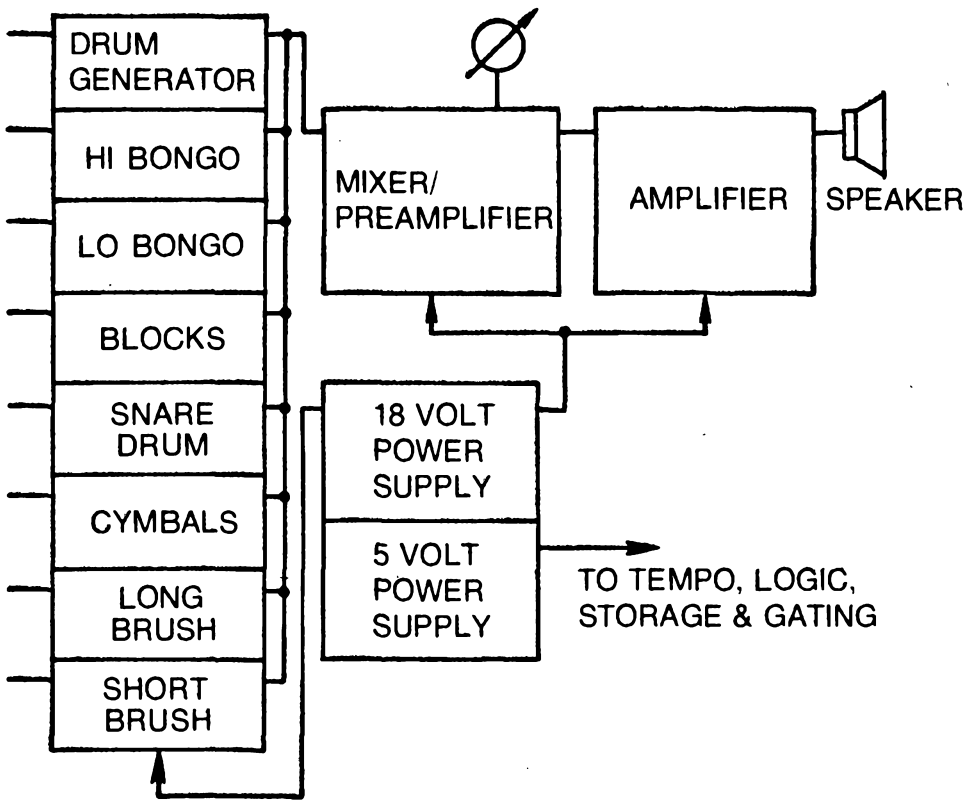 DRUM
GENERATOR
HI BONGO
LO BONGO
BLOCKS
SNARE
DRUM
CYMBALS
LONG
BRUSH
SHORT
BRUSH
MIXER/
PREAMPLIFIER
AMPLIFIER
SPEAKER
18 VOLT
POWER
SUPPLY
5 VOLT
POWER
SUPPLY
TO TEMPO, LOGIC,
STORAGE & GATING